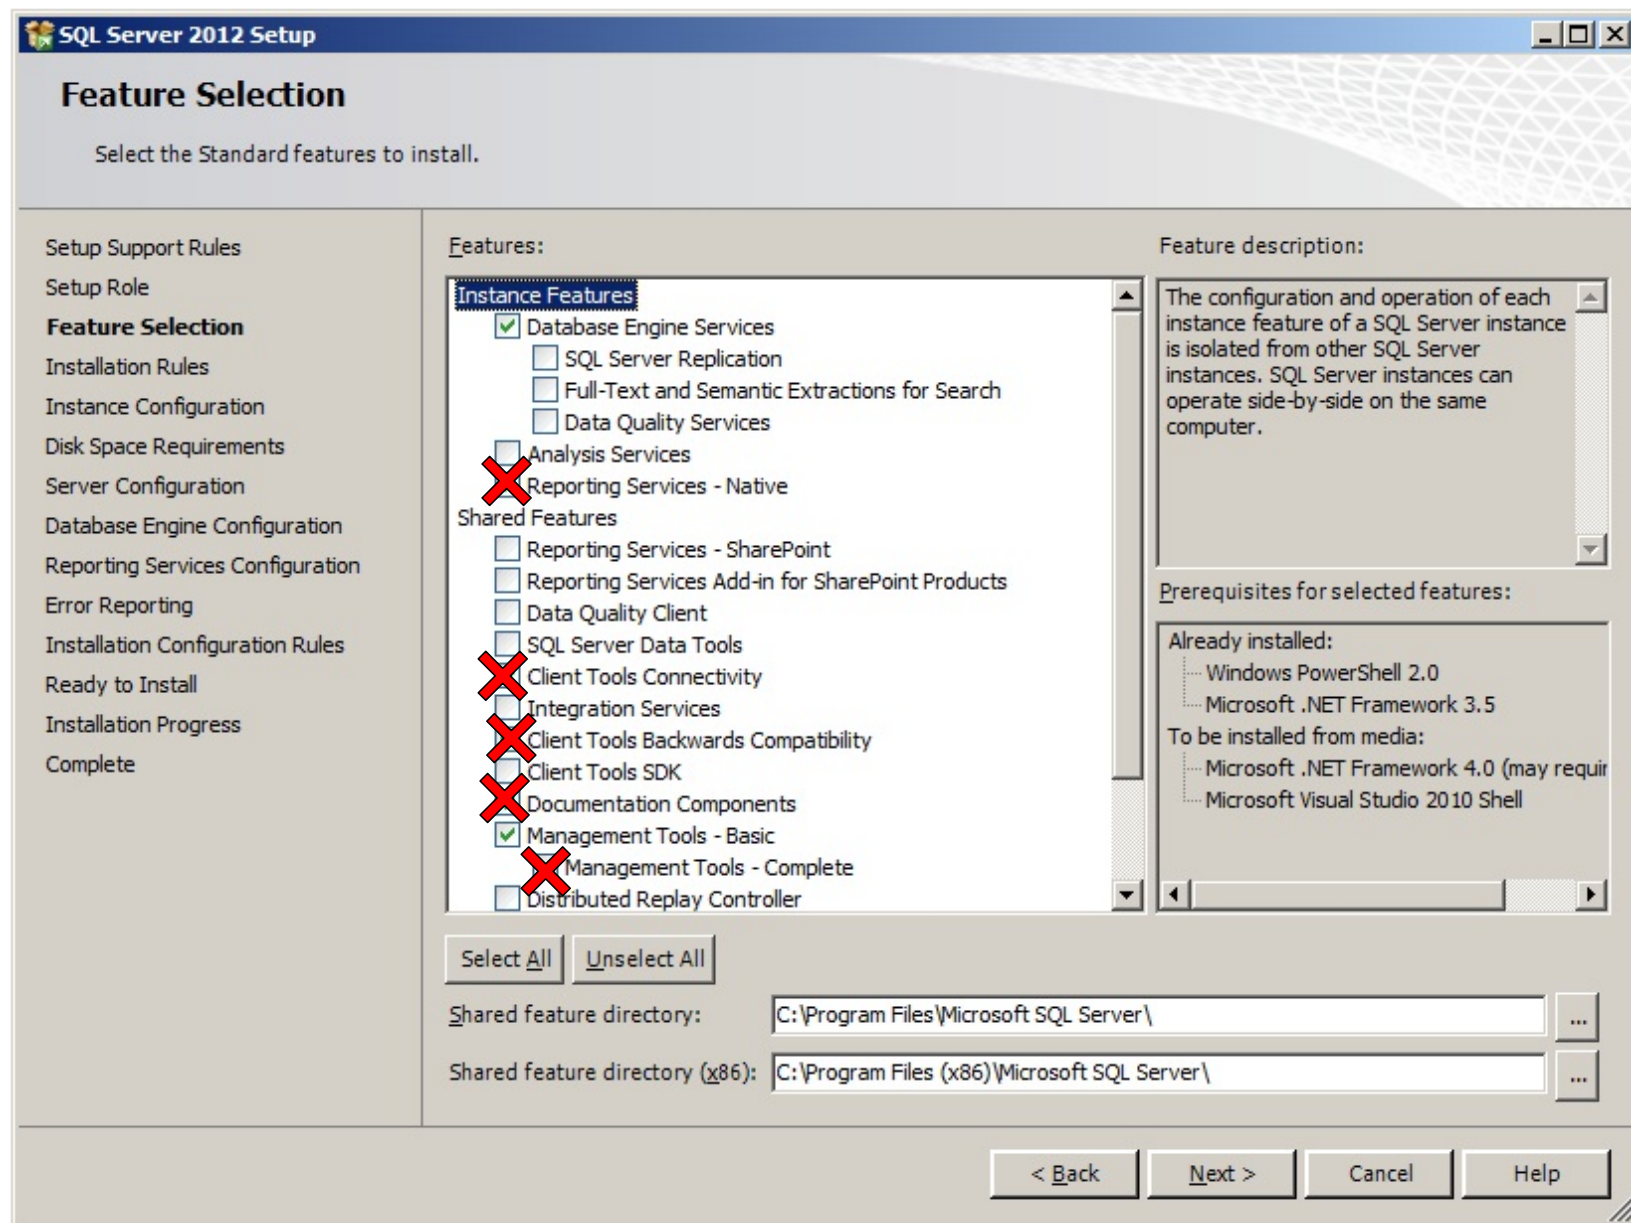 SQL Server 2012 Setup
Feature Selection
Select the Standard features to install.
Setup Support Rules
Setup Role
Feature Selection
Installation Rules
Instance Configuration
Disk Space Requirements
Server Configuration
Database Engine Configuration
Reporting Services Configuration
Error Reporting
Installation Configuration Rules
Ready to Install
Installation Progress
Complete
Features:
Instance Features
Database Engine Services
SQL Server Replication
Full-Text and Semantic Extractions for Search
Data Quality Services
Analysis Services
Reporting Services - Native
Shared Features
Reporting Services - SharePoint
Reporting Services Add-in for SharePoint Products
Data Quality Client
SQL Server Data Tools
Client Tools Connectivity
Integration Services
Client Tools Backwards Compatibility
Client Tools SDK
Documentation Components
Management Tools - Basic
Management Tools - Complete
Distributed Replay Controller
Feature description:
The configuration and operation of each
instance feature of a SQL Server instance
is isolated from other SQL Server
instances. SQL Server instances can
operate side-by-side on the same
computer.
Prerequisites for selected features:
Already installed:
Windows PowerShell 2.0
Microsoft .NET Framework 3.5
To be installed from media:
Microsoft .NET Framework 4.0 (may requir
Microsoft Visual Studio 2010 Shell
Select All
Unselect All
Shared feature directory:
C:\Program Files\Microsoft SQL Server\
...
Shared feature directory (x86):
C:\Program Files (x86)\Microsoft SQL Server\
...
< Back
Next >
Cancel
Help